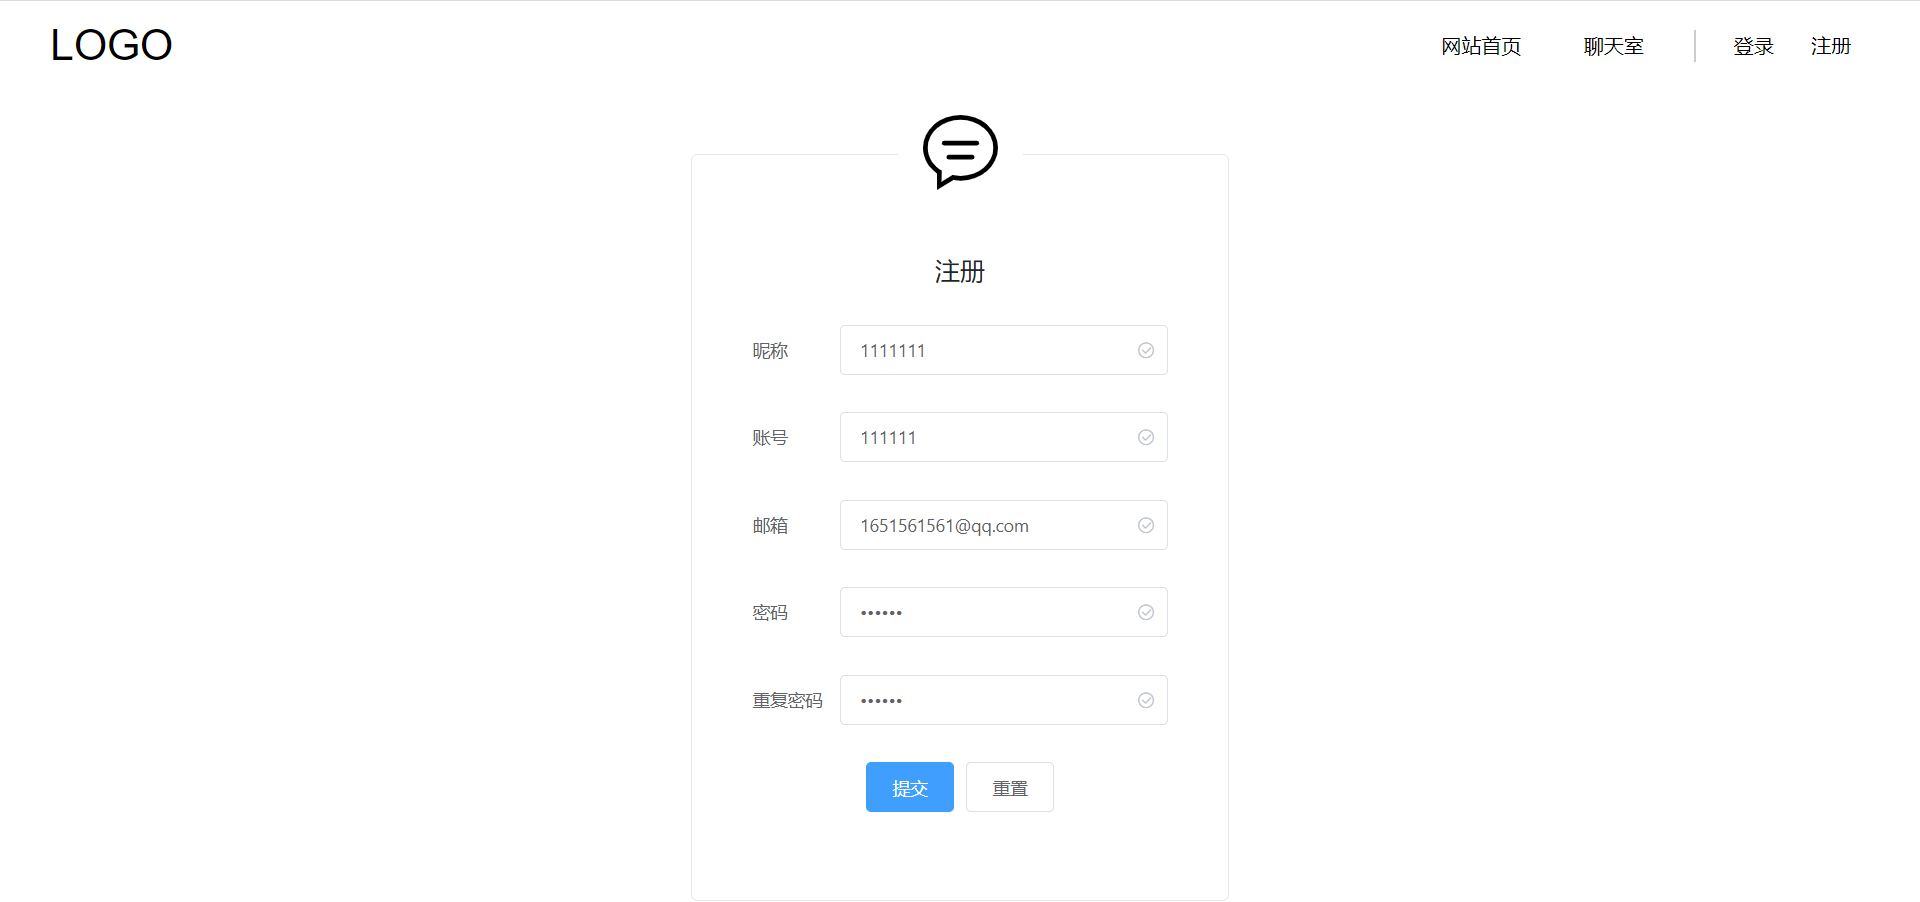 LOGO
网站首页 聊天室 登录 注册
注册
昵称 1111111
账号 111111
邮箱 1651561561@qq.com
密码 ••••••
重复密码 ••••••
提交 重置